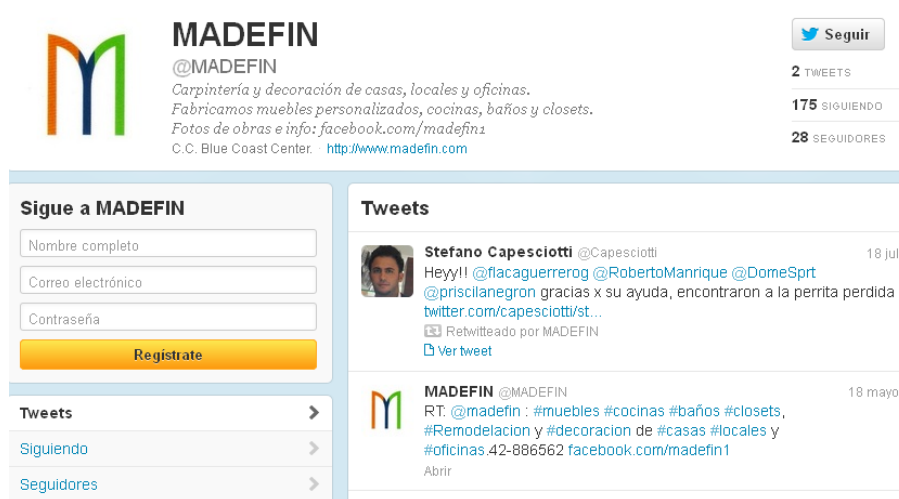 MADEFIN
@MADEFIN
Carpintería y decoración de casas, locales y oficinas.
Fabricamos muebles personalizados, cocinas, baños y closets.
Fotos de obras e info: facebook.com/madefin1
C.C. Blue Coast Center. · http://www.madefin.com
Seguir
2 TWEETS
175 SIGUIENDO
28 SEGUIDORES
Sigue a MADEFIN
Nombre completo
Correo electrónico
Contraseña
Regístrate
Tweets
Siguiendo
Seguidores
Tweets
Stefano Capesciotti @Capesciotti 18 jul
Heyy!! @flacaguerrerog @RobertoManrique @DomeSprt
@priscilanegron gracias x su ayuda, encontraron a la perrita perdida
twitter.com/capesciotti/st...
Retwitteado por MADEFIN
Ver tweet
MADEFIN @MADEFIN 18 mayo
RT: @madefin : #muebles #cocinas #baños #closets,
#Remodelacion y #decoracion de #casas #locales y
#oficinas.42-886562 facebook.com/madefin1
Abrir